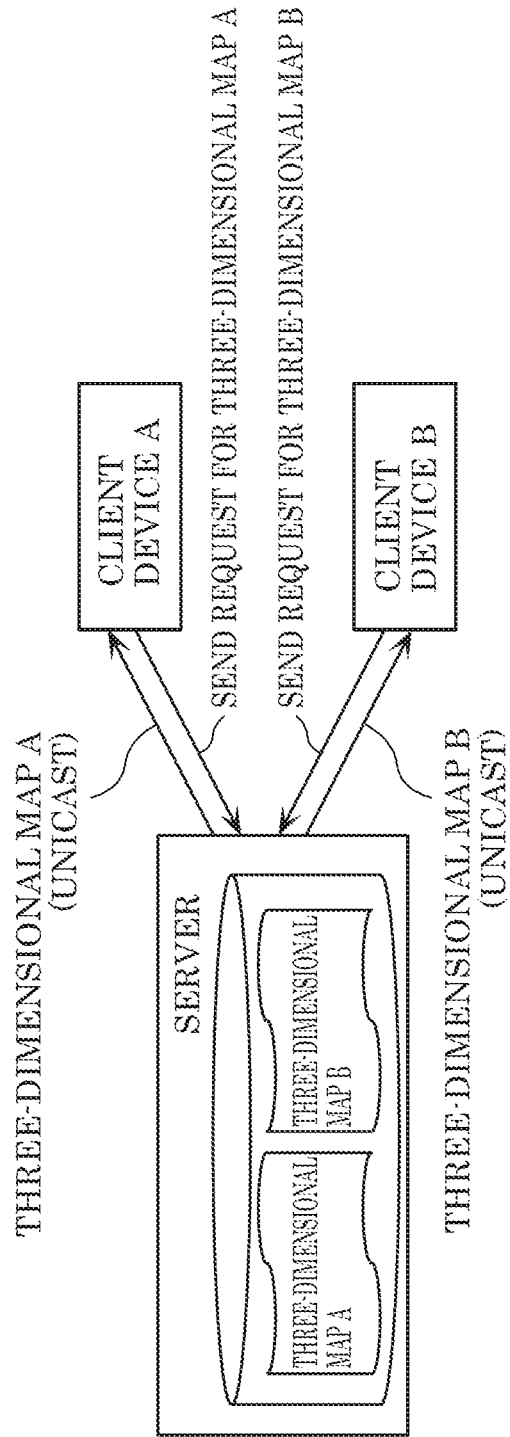 THREE-DIMENSIONAL MAP A
(UNICAST)
SERVER
THREE-DIMENSIONAL
MAP A
THREE-DIMENSIONAL
MAP B
CLIENT
DEVICE A
SEND REQUEST FOR THREE-DIMENSIONAL MAP A
SEND REQUEST FOR THREE-DIMENSIONAL MAP B
CLIENT
DEVICE B
THREE-DIMENSIONAL MAP B
(UNICAST)